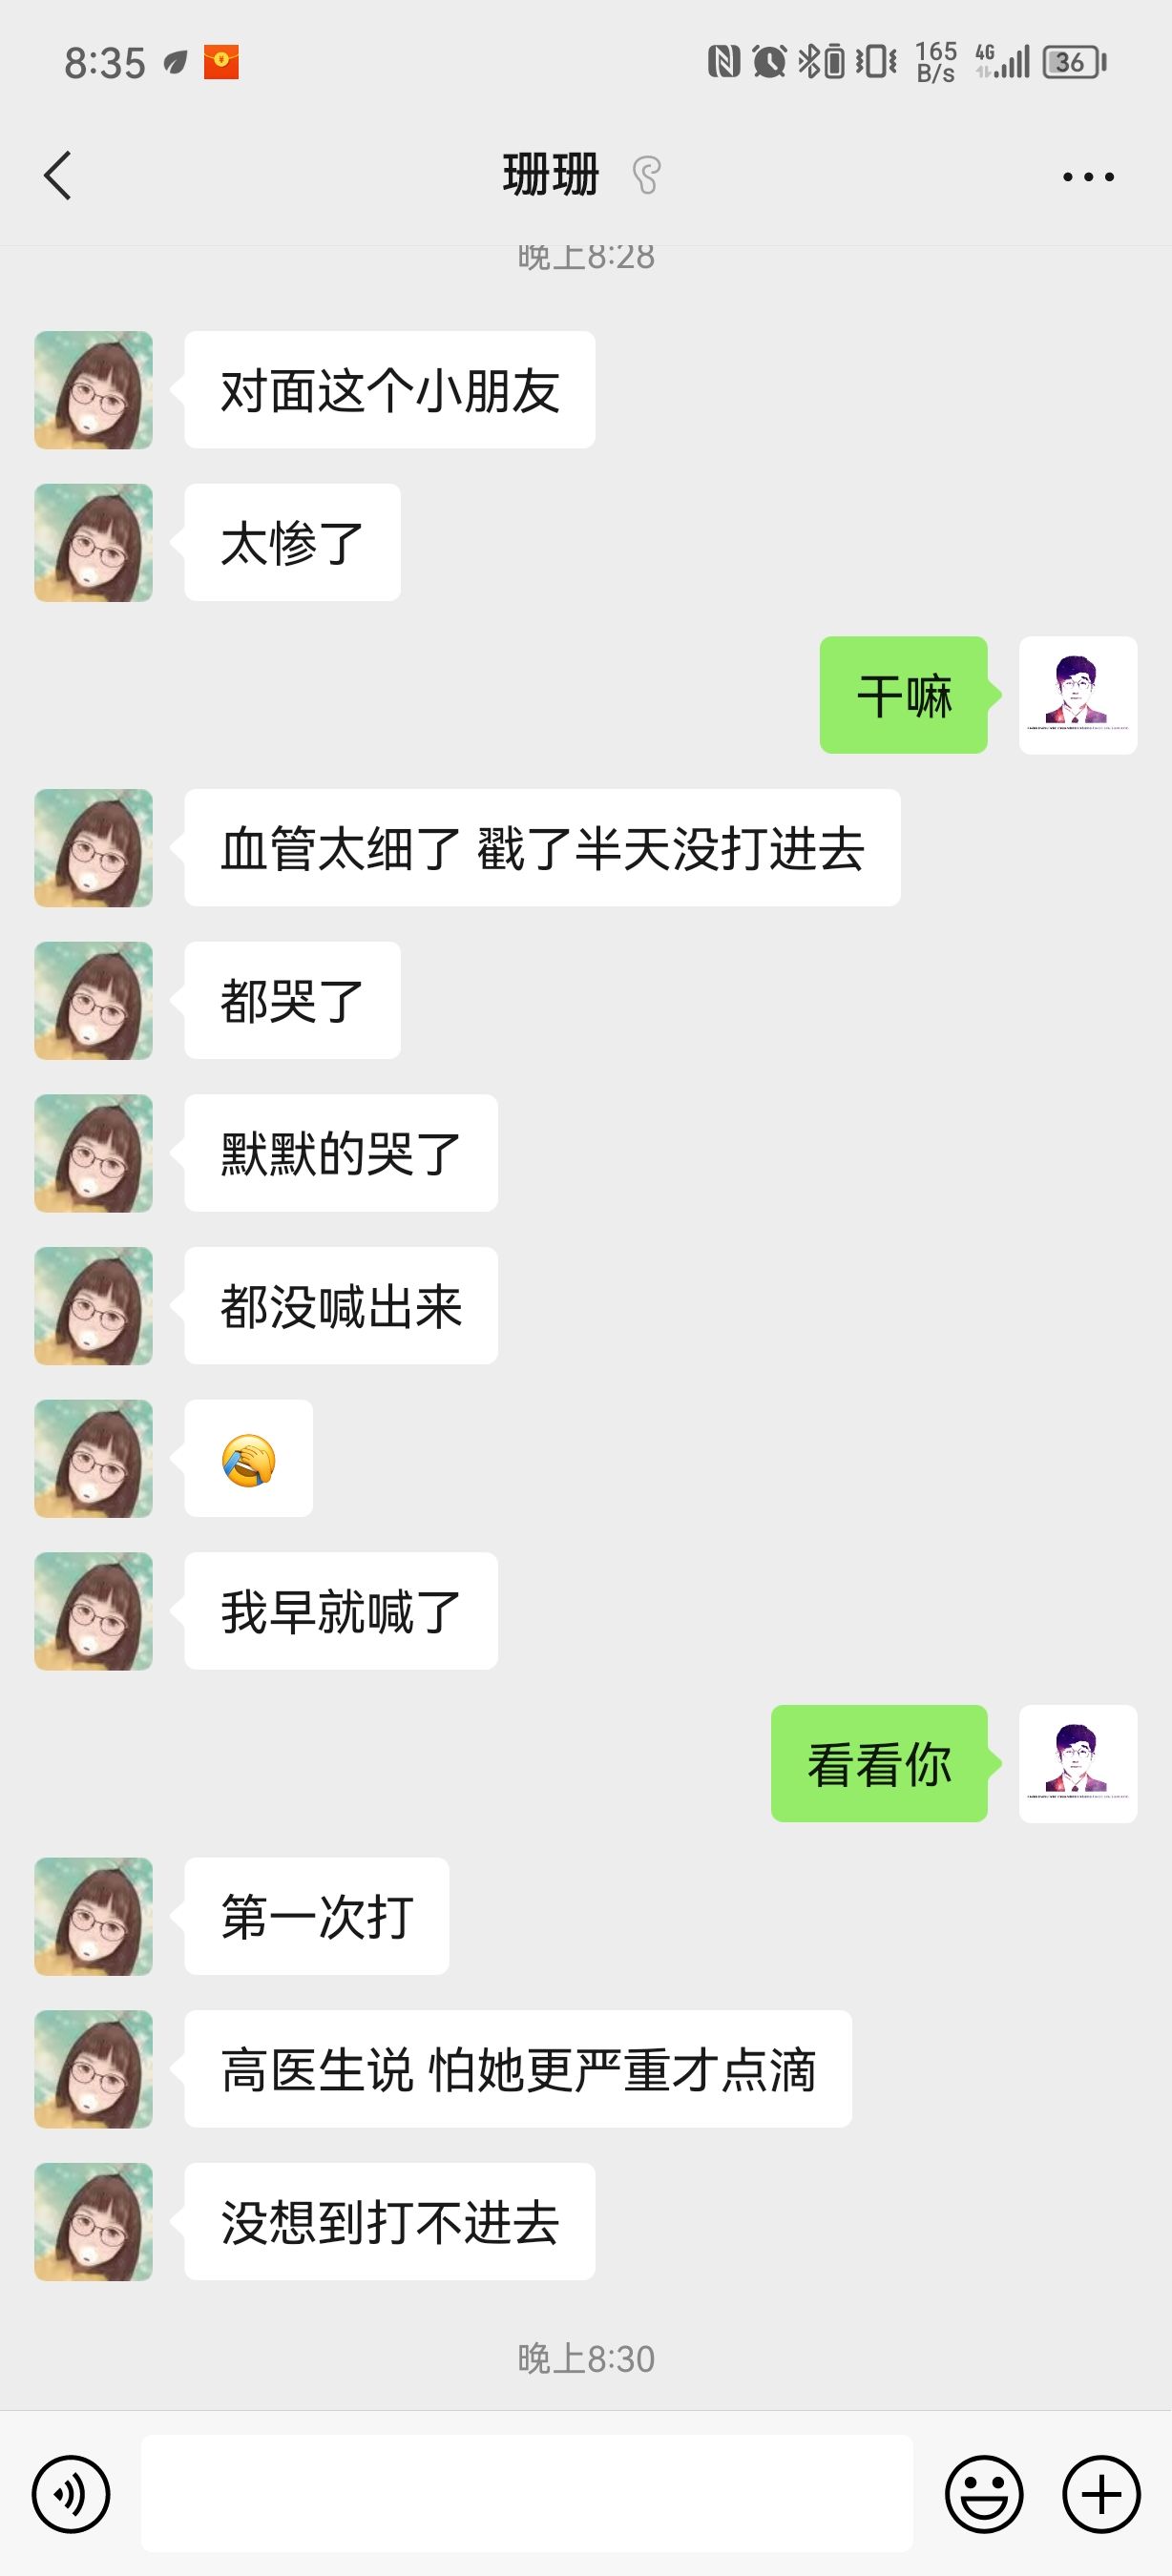 8:35
165 B/s 4G 36
珊珊
晚上8:28
对面这个小朋友
太惨了
干嘛
血管太细了 戳了半天没打进去
都哭了
默默的哭了
都没喊出来
我早就喊了
看看你
第一次打
高医生说 怕她更严重才点滴
没想到打不进去
晚上8:30